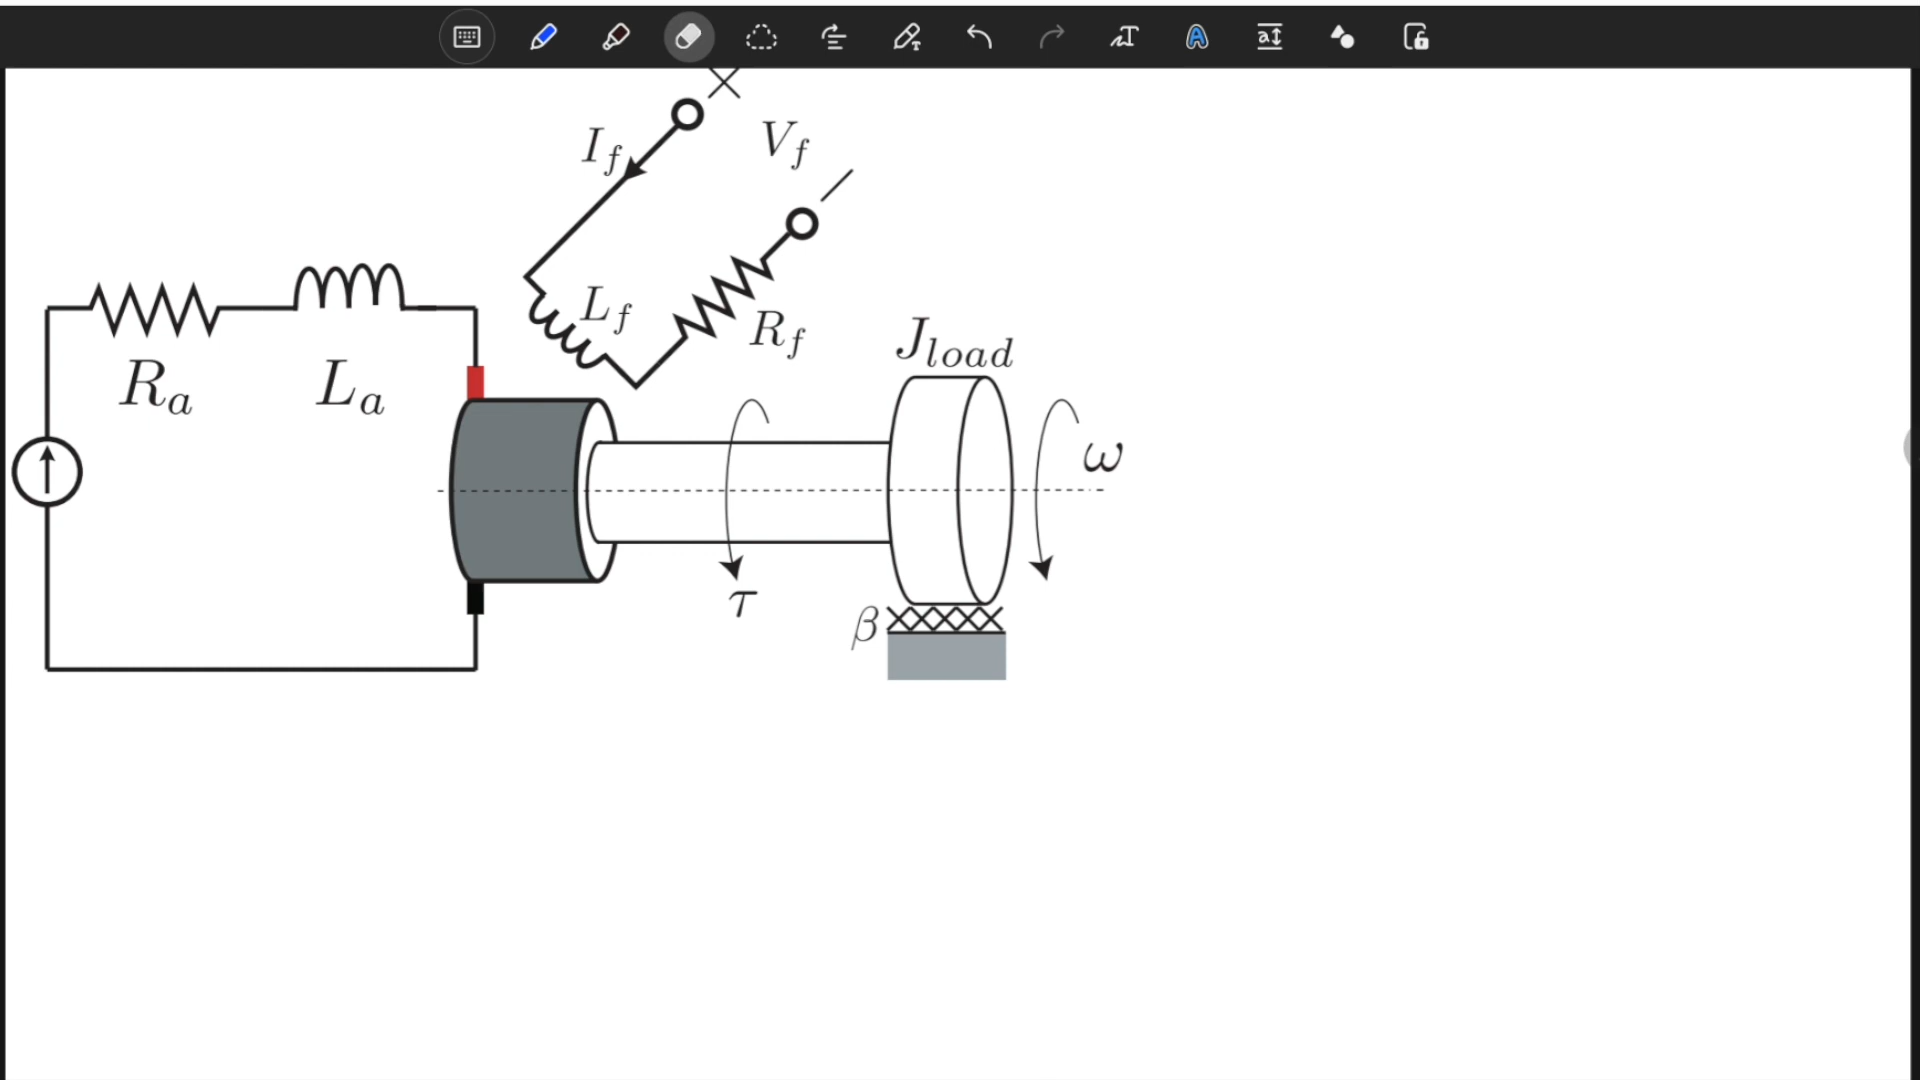 I_f
V_f
L_f
R_f
J_load
R_a
L_a
ω
τ
β